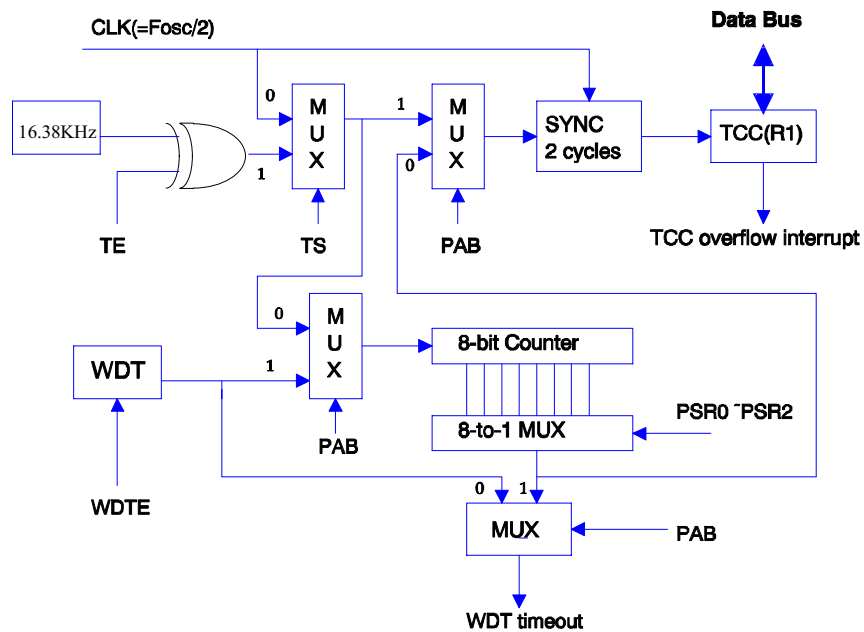 CLK(=Fosc/2)
Data Bus
0
M
U
X
1
M
U
X
SYNC
2 cycles
TCC(R1)
16.38KHz
1
0
TE
TS
PAB
TCC overflow interrupt
0
M
U
X
8-bit Counter
WDT
1
PAB
8-to-1 MUX
PSR0 ~PSR2
WDTE
0
1
MUX
PAB
WDT timeout